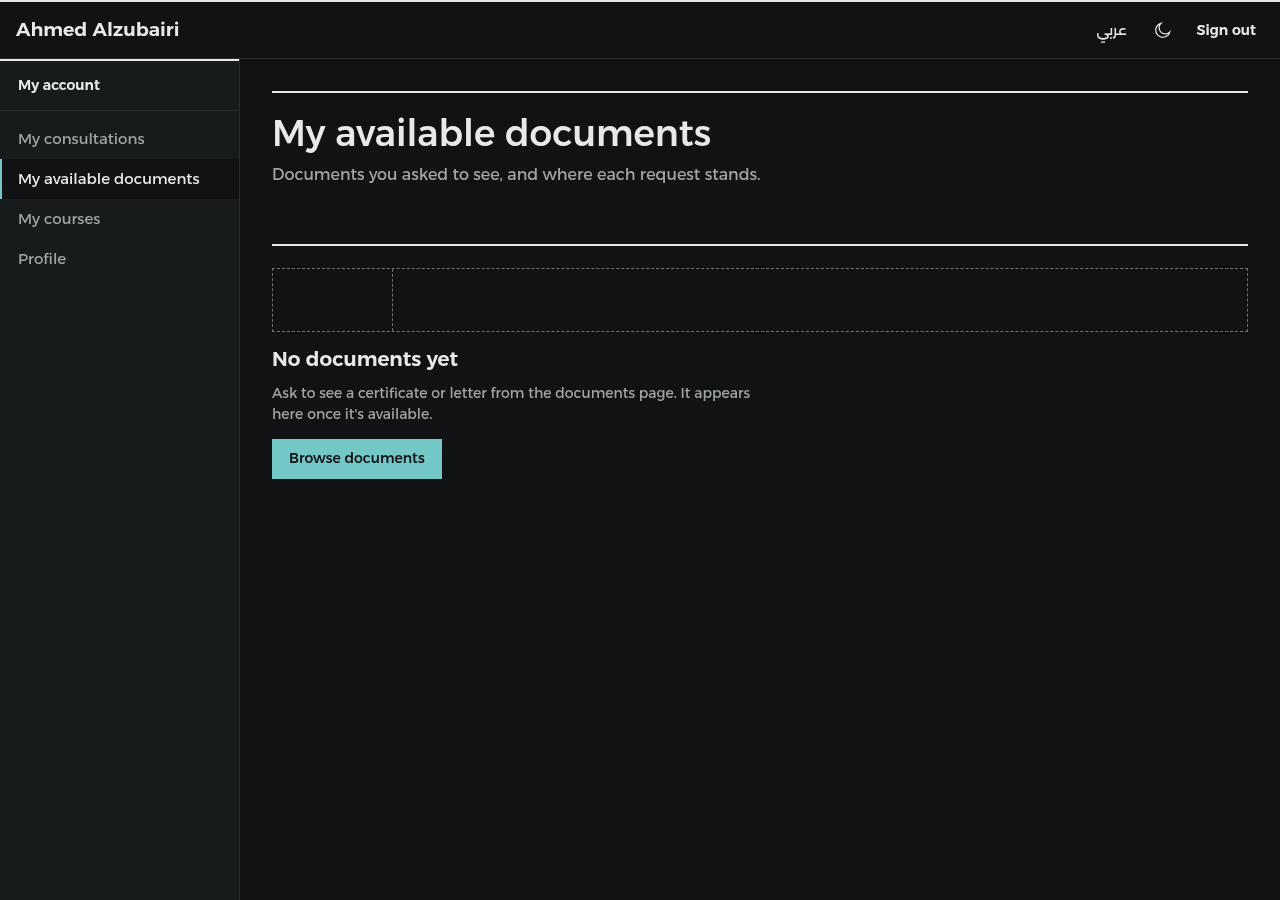 Ahmed Alzubairi
عربي
Sign out
My account
My consultations
My available documents
My courses
Profile
My available documents
Documents you asked to see, and where each request stands.
No documents yet
Ask to see a certificate or letter from the documents page. It appears
here once it's available.
Browse documents